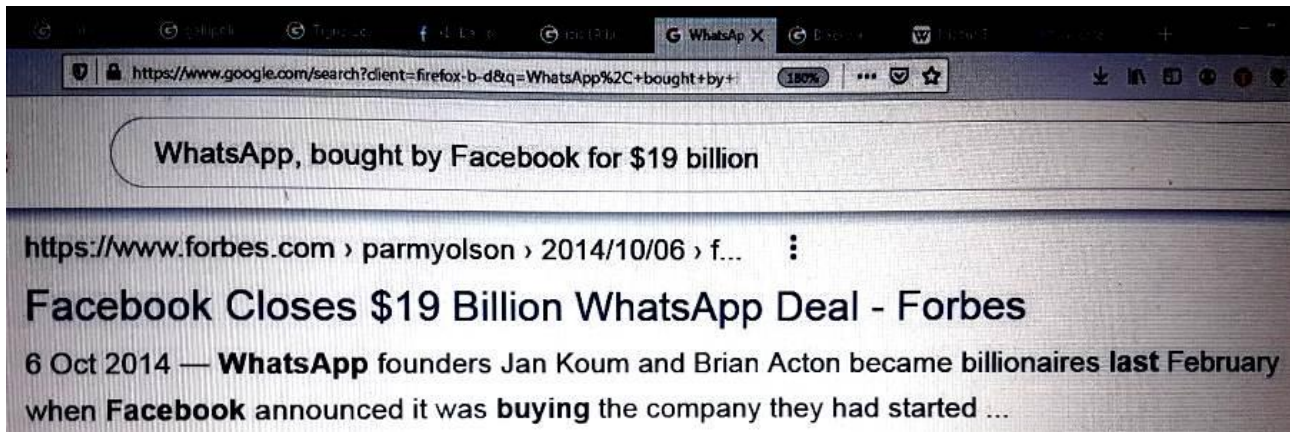 WhatsAp
https://www.google.com/search?client=firefox-b-d&q=WhatsApp%2C+bought+by+
180%
WhatsApp, bought by Facebook for $19 billion
https://www.forbes.com › parmyolson › 2014/10/06 › f...
Facebook Closes $19 Billion WhatsApp Deal - Forbes
6 Oct 2014 — WhatsApp founders Jan Koum and Brian Acton became billionaires last February
when Facebook announced it was buying the company they had started ...